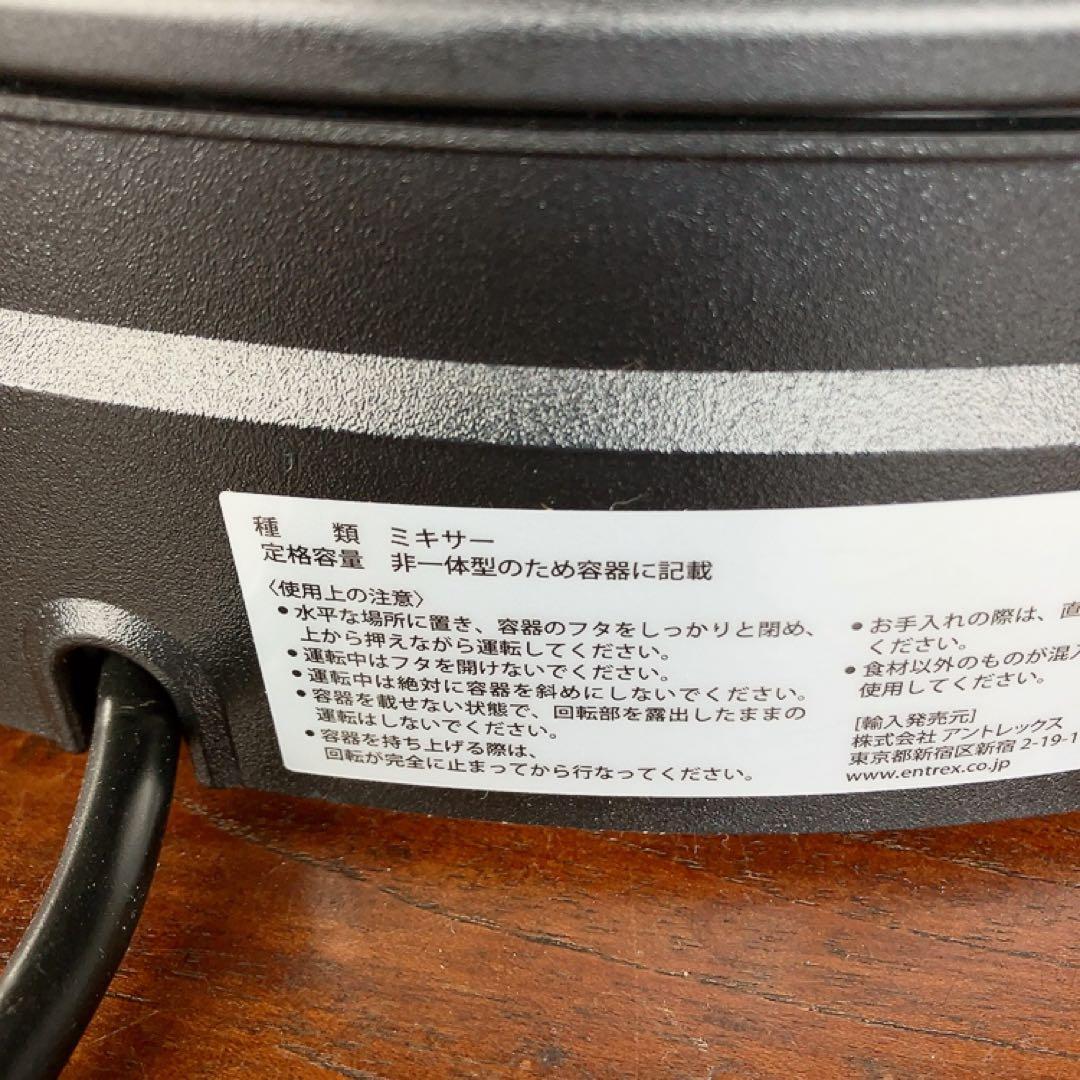 種　類　ミキサー
定格容量　非一体型のため容器に記載
〈使用上の注意〉
•水平な場所に置き、容器のフタをしっかりと閉め、
上から押えながら運転してください。
•運転中はフタを開けないでください。
•運転中は絶対に容器を斜めにしないでください。
•容器を載せない状態で、回転部を露出したままの
運転はしないでください。
•容器を持ち上げる際は、
回転が完全に止まってから行なってください。
•お手入れの際は、直
ください。
•食材以外のものが混入
使用してください。
[輸入発売元]
株式会社 アントレックス
東京都新宿区新宿 2-19-1
www.entrex.co.jp